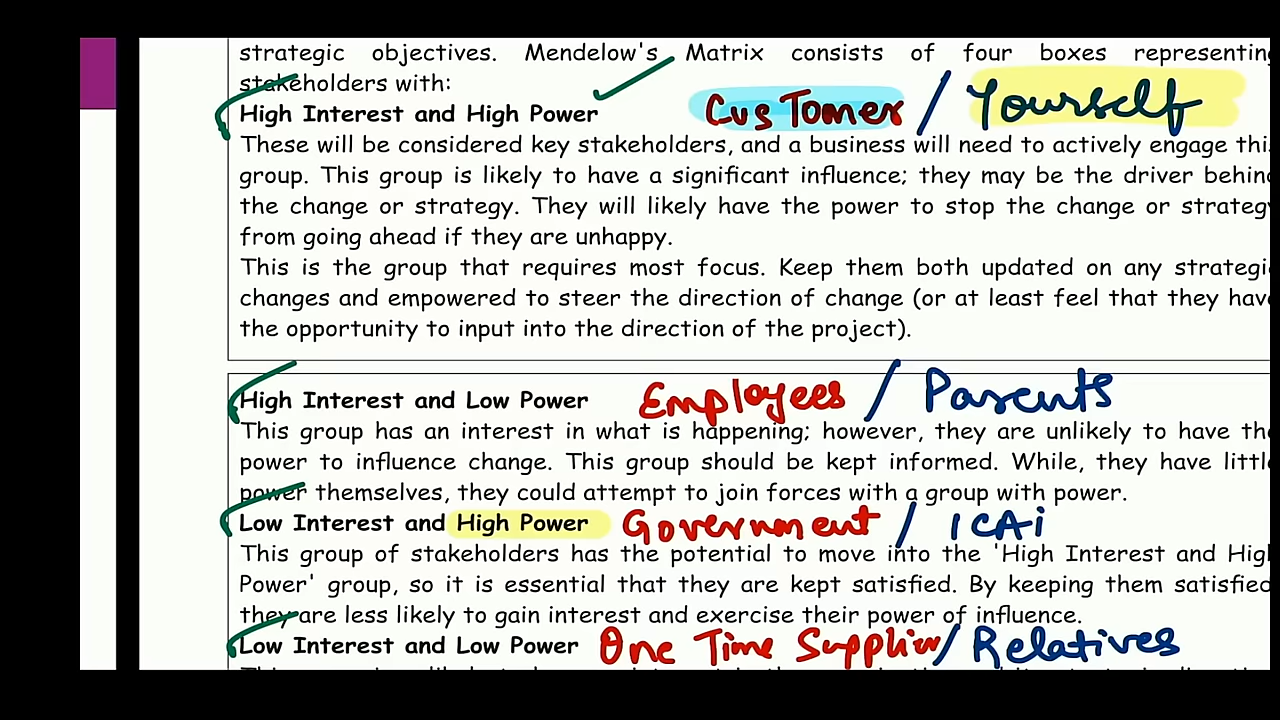 strategic objectives. Mendelow's Matrix consists of four boxes representing
stakeholders with:
High Interest and High Power CusTomer / Yourself
These will be considered key stakeholders, and a business will need to actively engage thi
group. This group is likely to have a significant influence; they may be the driver behind
the change or strategy. They will likely have the power to stop the change or strategy
from going ahead if they are unhappy.
This is the group that requires most focus. Keep them both updated on any strategi
changes and empowered to steer the direction of change (or at least feel that they have
the opportunity to input into the direction of the project).
High Interest and Low Power Employees / Parents
This group has an interest in what is happening; however, they are unlikely to have th
power to influence change. This group should be kept informed. While, they have littl
power themselves, they could attempt to join forces with a group with power.
Low Interest and High Power Government / ICAi
This group of stakeholders has the potential to move into the 'High Interest and High
Power' group, so it is essential that they are kept satisfied. By keeping them satisfied
they are less likely to gain interest and exercise their power of influence.
Low Interest and Low Power One Time Supplier / Relatives